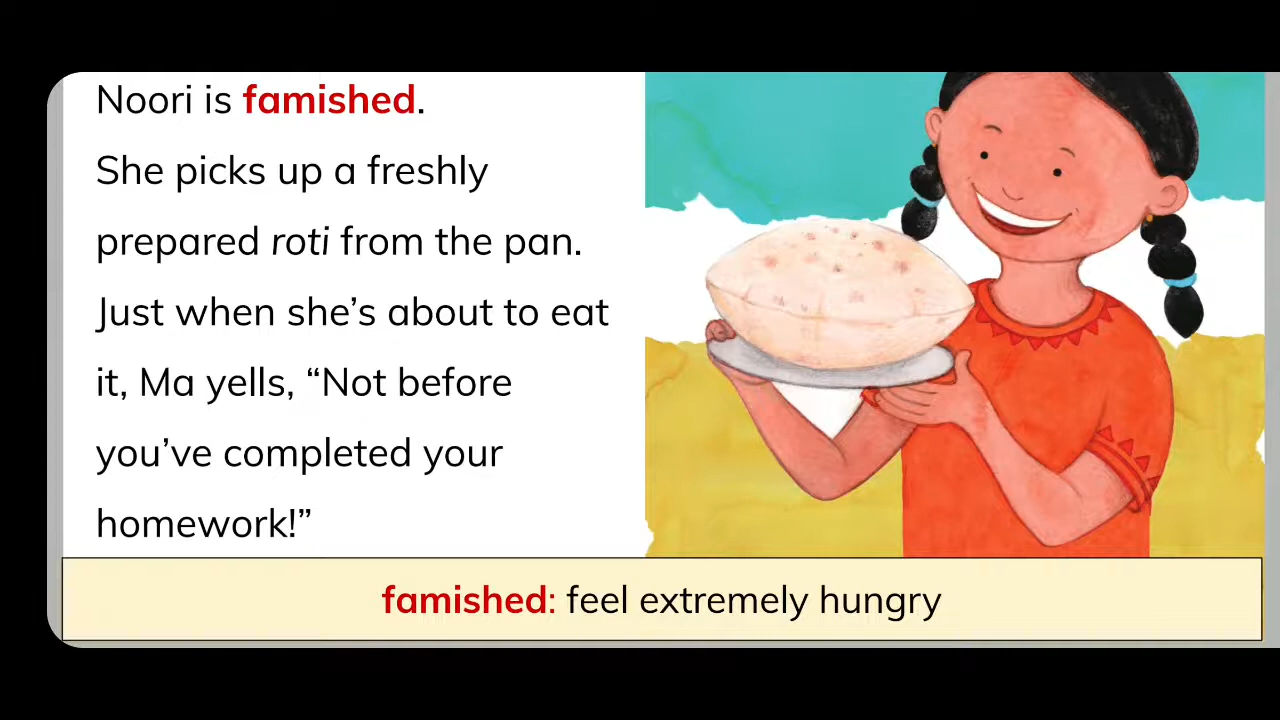 Noori is famished.
She picks up a freshly
prepared roti from the pan.
Just when she’s about to eat
it, Ma yells, “Not before
you’ve completed your
homework!”
famished: feel extremely hungry